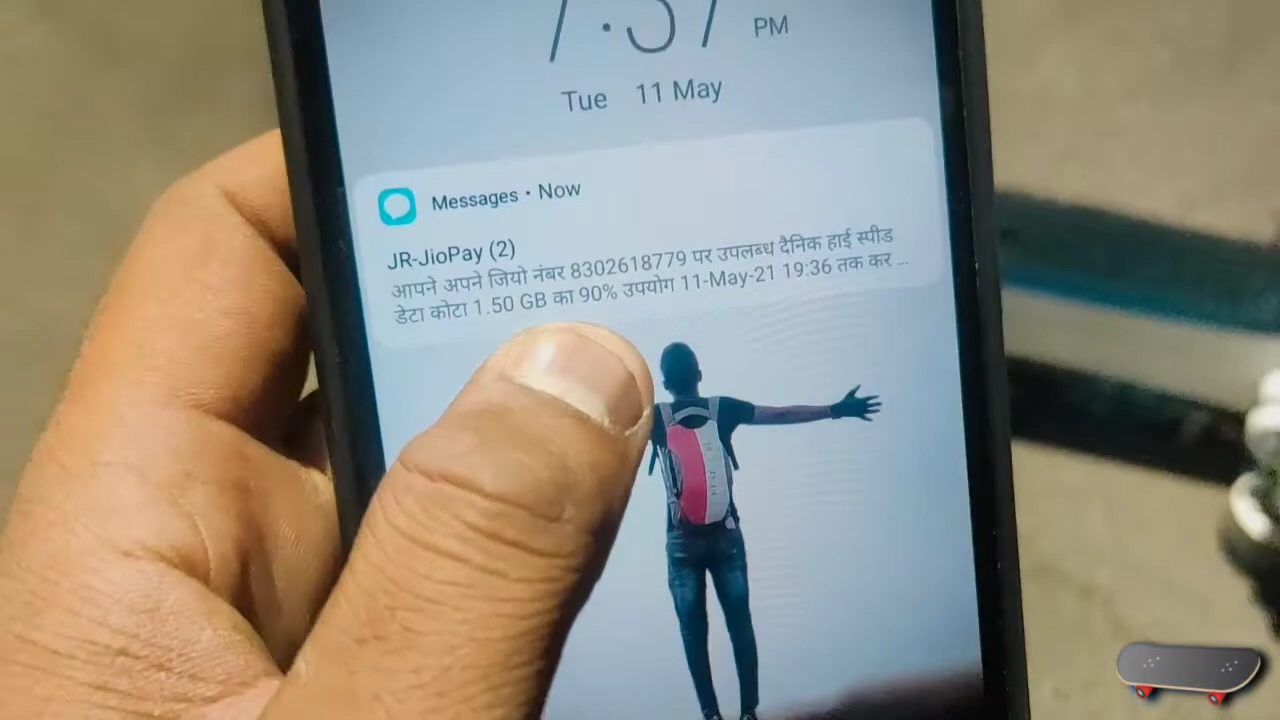 7:37 PM
Tue 11 May
Messages • Now
JR-JioPay (2)
आपने अपने जियो नंबर 8302618779 पर उपलब्ध दैनिक हाई स्पीड
डेटा कोटा 1.50 GB का 90% उपयोग 11-May-21 19:36 तक कर ...